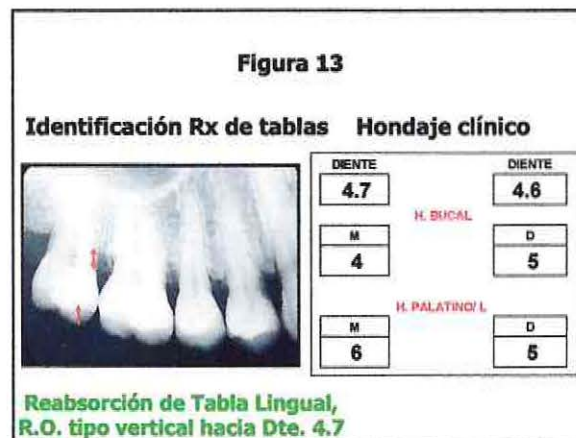 Figura 13
Identificación Rx de tablas Hondaje clínico
DIENTE DIENTE
4.7 4.6
H. BUCAL
M D
4 5
H. PALATINO/ L
M D
6 5
Reabsorción de Tabla Lingual,
R.O. tipo vertical hacia Dte. 4.7